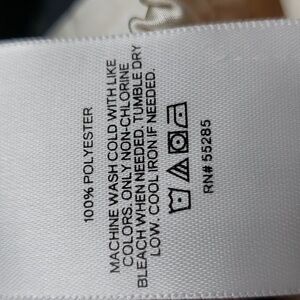 100% POLYESTER
MACHINE WASH COLD WITH LIKE
COLORS. ONLY NON-CHLORINE
BLEACH WHEN NEEDED. TUMBLE DRY
LOW. COOL IRON IF NEEDED.
RN# 55285